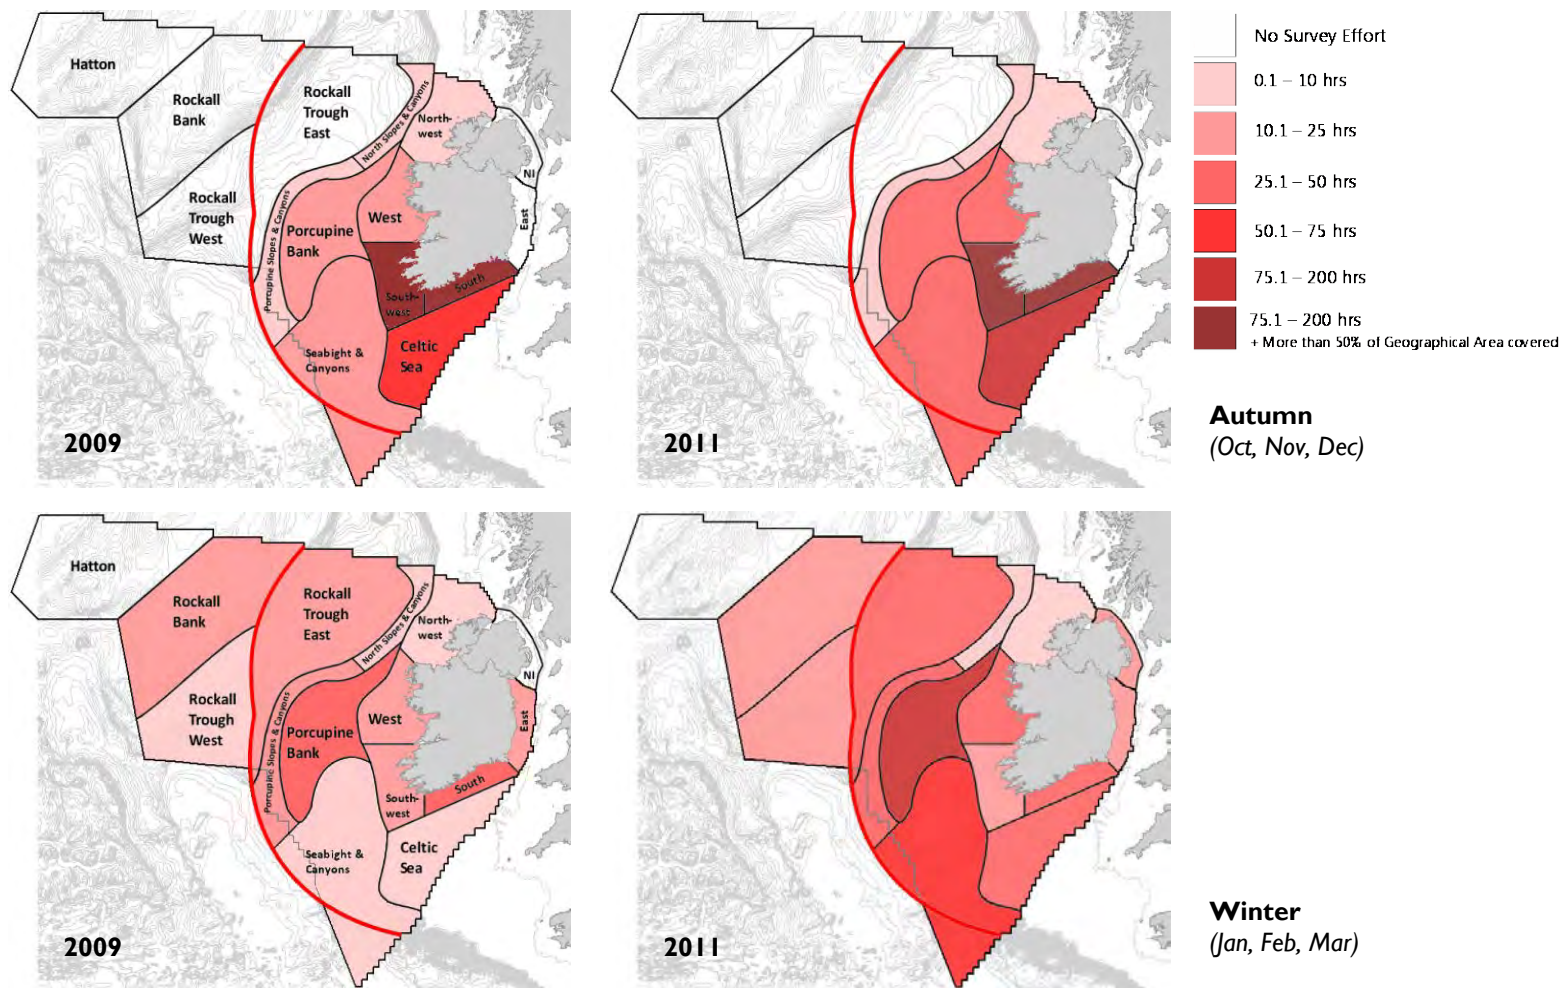 Hatton
Rockall
Bank
Rockall
Trough
East
North Slopes & Canyons
North-
west
Rockall
Trough
West
Porcupine Slopes & Canyons
Porcupine
Bank
West
NI
East
South-
west
South
Seabight &
Canyons
Celtic
Sea
2009
2011
No Survey Effort
0.1 – 10 hrs
10.1 – 25 hrs
25.1 – 50 hrs
50.1 – 75 hrs
75.1 – 200 hrs
75.1 – 200 hrs
+ More than 50% of Geographical Area covered
Autumn
(Oct, Nov, Dec)
Hatton
Rockall
Bank
Rockall
Trough
East
North Slopes & Canyons
North-
west
Rockall
Trough
West
Porcupine Slopes & Canyons
Porcupine
Bank
West
NI
East
South-
west
South
Seabight &
Canyons
Celtic
Sea
2009
2011
Winter
(Jan, Feb, Mar)